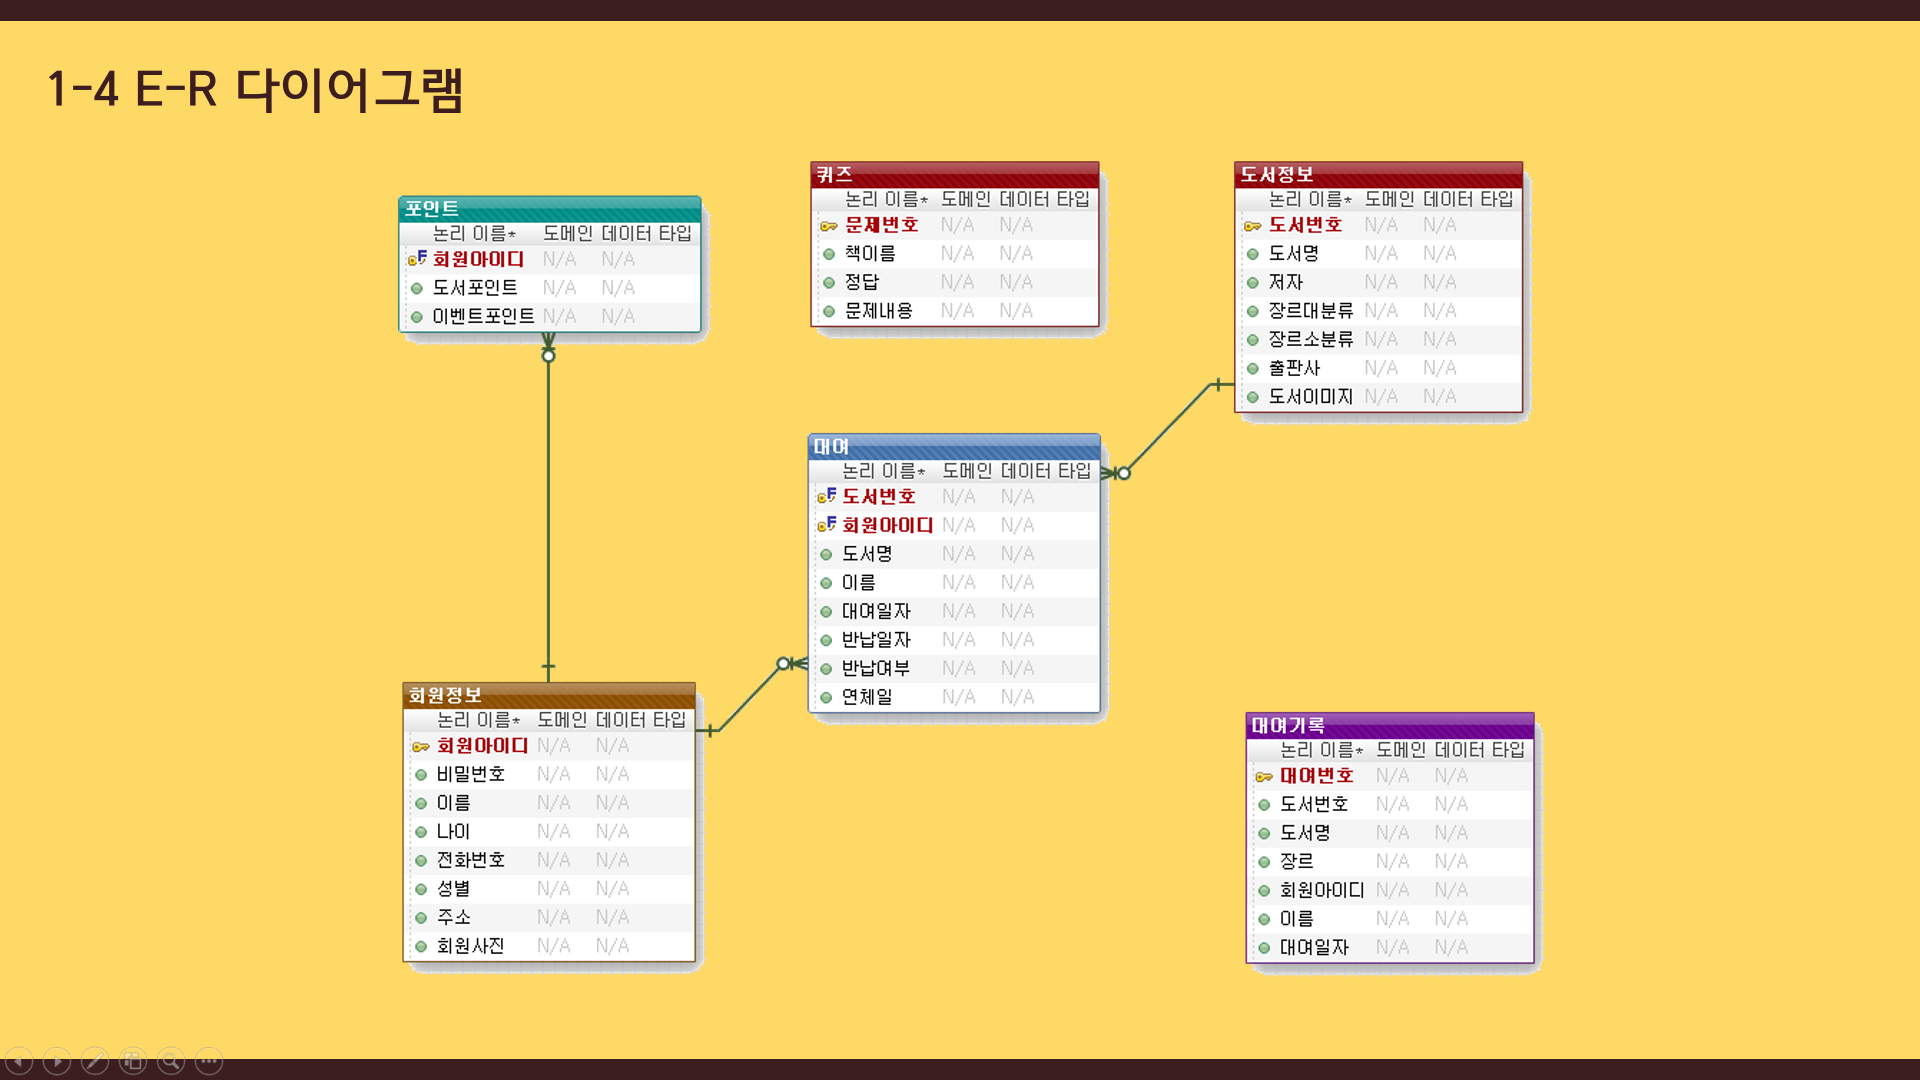 1-4 E-R 다이어그램
포인트
논리 이름* 도메인 데이터 타입
회원아이디 N/A N/A
도서포인트 N/A N/A
이벤트포인트 N/A N/A
퀴즈
논리 이름* 도메인 데이터 타입
문제번호 N/A N/A
책이름 N/A N/A
정답 N/A N/A
문제내용 N/A N/A
도서정보
논리 이름* 도메인 데이터 타입
도서번호 N/A N/A
도서명 N/A N/A
저자 N/A N/A
장르대분류 N/A N/A
장르소분류 N/A N/A
출판사 N/A N/A
도서이미지 N/A N/A
대여
논리 이름* 도메인 데이터 타입
도서번호 N/A N/A
회원아이디 N/A N/A
도서명 N/A N/A
이름 N/A N/A
대여일자 N/A N/A
반납일자 N/A N/A
반납여부 N/A N/A
연체일 N/A N/A
회원정보
논리 이름* 도메인 데이터 타입
회원아이디 N/A N/A
비밀번호 N/A N/A
이름 N/A N/A
나이 N/A N/A
전화번호 N/A N/A
성별 N/A N/A
주소 N/A N/A
회원사진 N/A N/A
대여기록
논리 이름* 도메인 데이터 타입
대여번호 N/A N/A
도서번호 N/A N/A
도서명 N/A N/A
장르 N/A N/A
회원아이디 N/A N/A
이름 N/A N/A
대여일자 N/A N/A